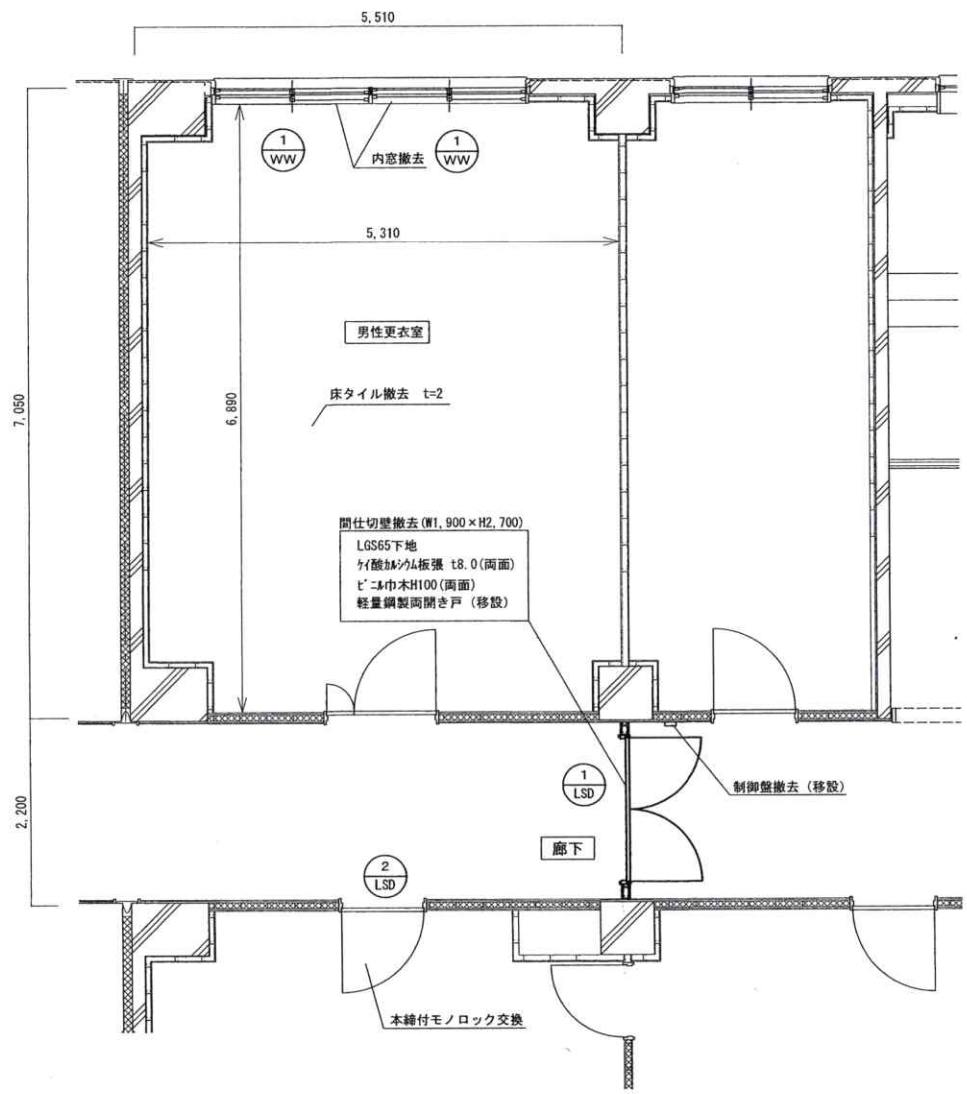 5,510
1
WW
内窓撤去
1
WW
5,310
男性更衣室
床タイル撤去 t=2
6,890
7,050
間仕切壁撤去(W1,900×H2,700)
LGS65下地
ケイ酸カルシウム板張 t8.0(両面)
ビニル巾木H100(両面)
軽量鋼製両開き戸 (移設)
1
LSD
制御盤撤去 (移設)
2,200
廊下
2
LSD
本締付モノロック交換